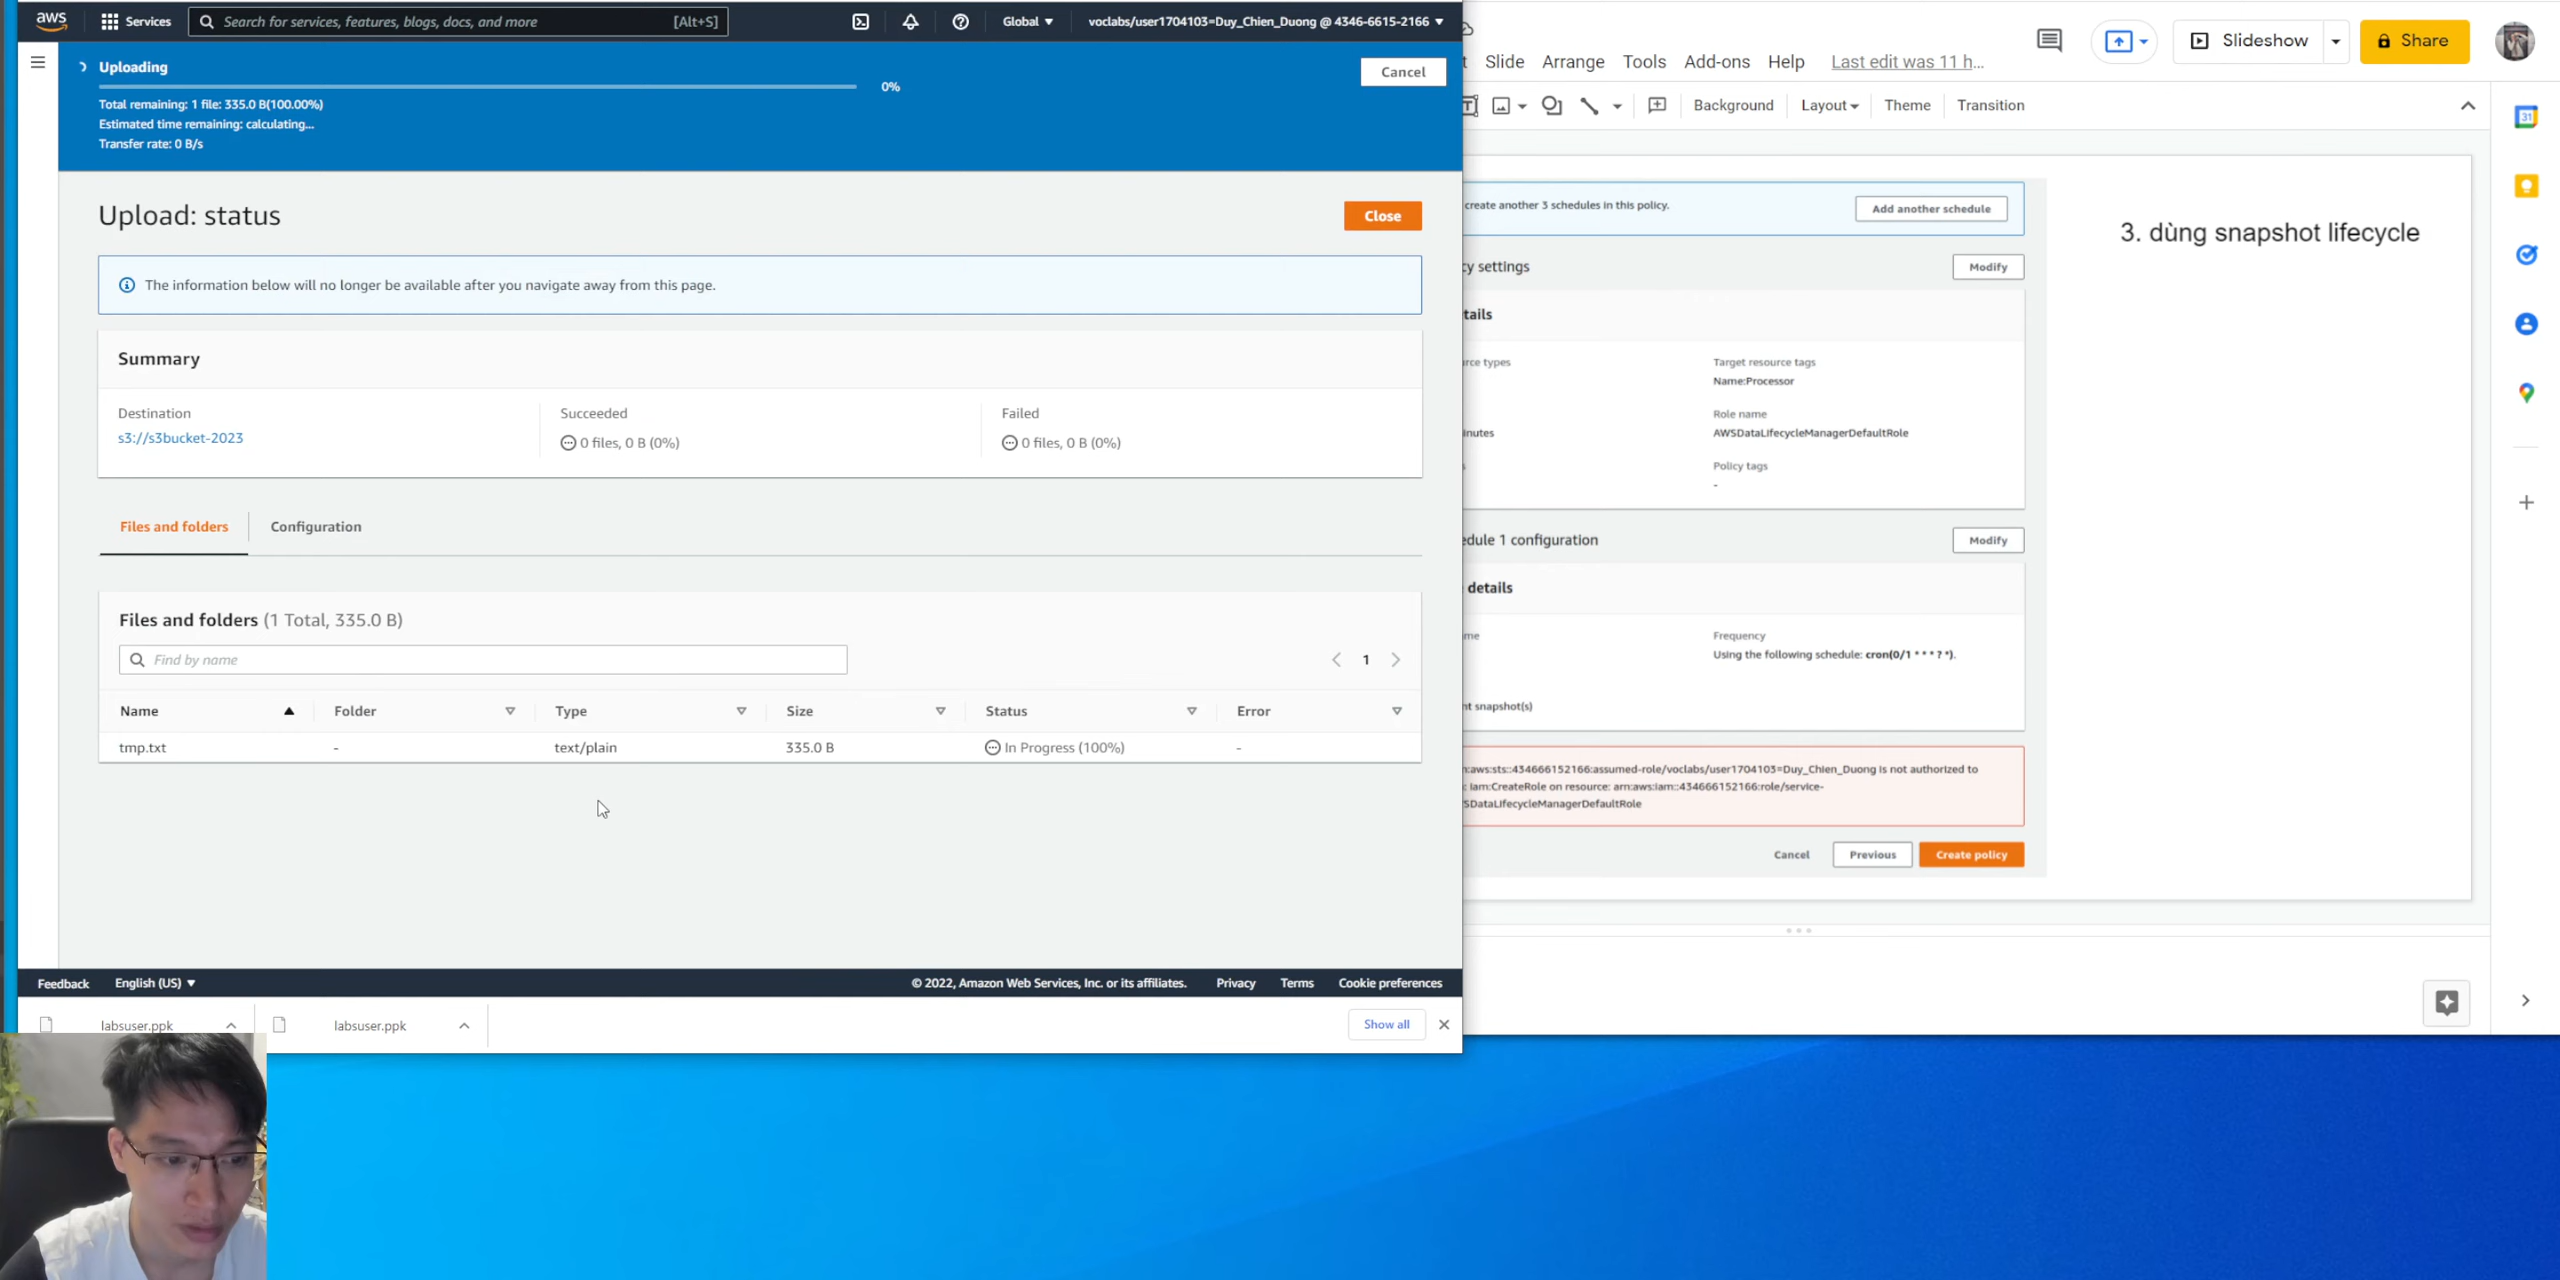 aws
Services
Search for services, features, blogs, docs, and more
[Alt+S]
Global
voclabs/user1704103=Duy_Chien_Duong @ 4346-6615-2166
Uploading
Cancel
0%
Total remaining: 1 file: 335.0 B(100.00%)
Estimated time remaining: calculating...
Transfer rate: 0 B/s
Upload: status
Close
The information below will no longer be available after you navigate away from this page.
Summary
Destination
Succeeded
Failed
s3://s3bucket-2023
0 files, 0 B (0%)
0 files, 0 B (0%)
Files and folders
Configuration
Files and folders (1 Total, 335.0 B)
Find by name
1
Name
Folder
Type
Size
Status
Error
tmp.txt
-
text/plain
335.0 B
In Progress (100%)
-
Feedback
English (US)
© 2022, Amazon Web Services, Inc. or its affiliates.
Privacy
Terms
Cookie preferences
labsuser.ppk
labsuser.ppk
Show all
Slide
Arrange
Tools
Add-ons
Help
Last edit was 11 h...
Slideshow
Share
Background
Layout
Theme
Transition
31
create another 3 schedules in this policy.
Add another schedule
3. dùng snapshot lifecycle
cy settings
Modify
tails
rce types
Target resource tags
Name:Processor
Role name
inutes
AWSDataLifecycleManagerDefaultRole
Policy tags
-
edule 1 configuration
Modify
details
me
Frequency
Using the following schedule: cron(0/1 * * * ? *).
nt snapshot(s)
n:aws:sts::434666152166:assumed-role/voclabs/user1704103=Duy_Chien_Duong is not authorized to
: iam:CreateRole on resource: arn:aws:iam::434666152166:role/service-
SDataLifecycleManagerDefaultRole
Cancel
Previous
Create policy